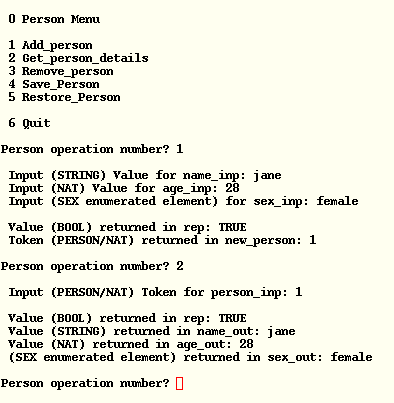 0 Person Menu
1 Add_person
2 Get_person_details
3 Remove_person
4 Save_Person
5 Restore_Person
6 Quit
Person operation number? 1
Input (STRING) Value for name_inp: jane
Input (NAT) Value for age_inp: 28
Input (SEX enumerated element) for sex_inp: female
Value (BOOL) returned in rep: TRUE
Token (PERSON/NAT) returned in new_person: 1
Person operation number? 2
Input (PERSON/NAT) Token for person_inp: 1
Value (BOOL) returned in rep: TRUE
Value (STRING) returned in name_out: jane
Value (NAT) returned in age_out: 28
(SEX enumerated element) returned in sex_out: female
Person operation number?